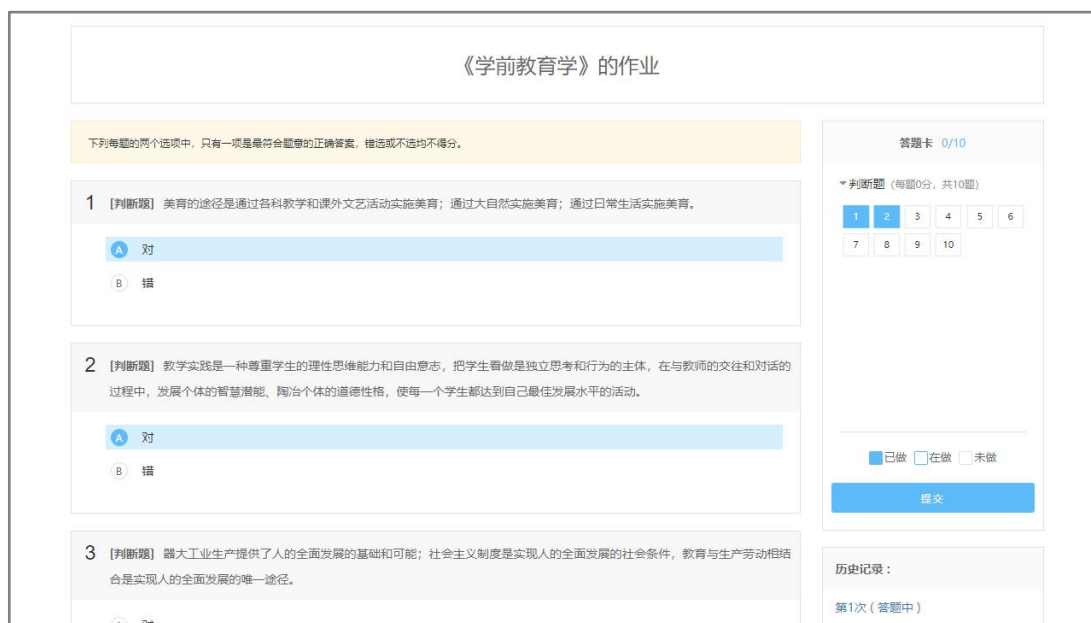 《学前教育学》的作业
下列每题的两个选项中，只有一项是最符合题意的正确答案，错选或不选均不得分。
1 [判断题] 美育的途径是通过各科教学和课外文艺活动实施美育；通过大自然实施美育；通过日常生活实施美育。
A 对
B 错
2 [判断题] 教学实践是一种尊重学生的理性思维能力和自由意志，把学生看做是独立思考和行为的主体，在与教师的交往和对话的
过程中，发展个体的智慧潜能、陶冶个体的道德性格，使每一个学生都达到自己最佳发展水平的活动。
A 对
B 错
3 [判断题] 器大工业生产提供了人的全面发展的基础和可能；社会主义制度是实现人的全面发展的社会条件，教育与生产劳动相结
合是实现人的全面发展的唯一途径。
答题卡 0/10
判断题 (每题0分，共10题)
1 2 3 4 5 6
7 8 9 10
已做 在做 未做
提交
历史记录：
第1次 ( 答题中 )